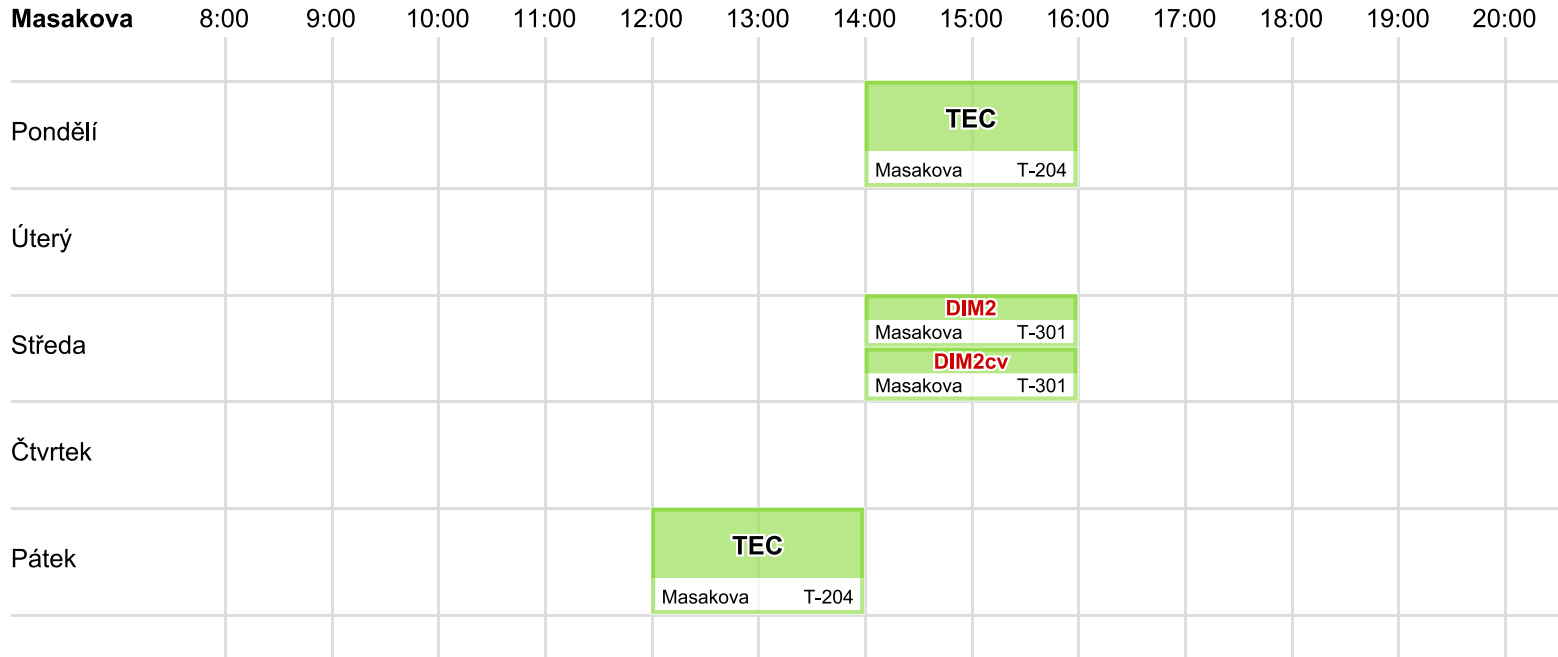 Masakova 8:00 9:00 10:00 11:00 12:00 13:00 14:00 15:00 16:00 17:00 18:00 19:00 20:00
Pondělí
TEC
Masakova T-204
Úterý
Středa
DIM2
Masakova T-301
DIM2cv
Masakova T-301
Čtvrtek
Pátek
TEC
Masakova T-204